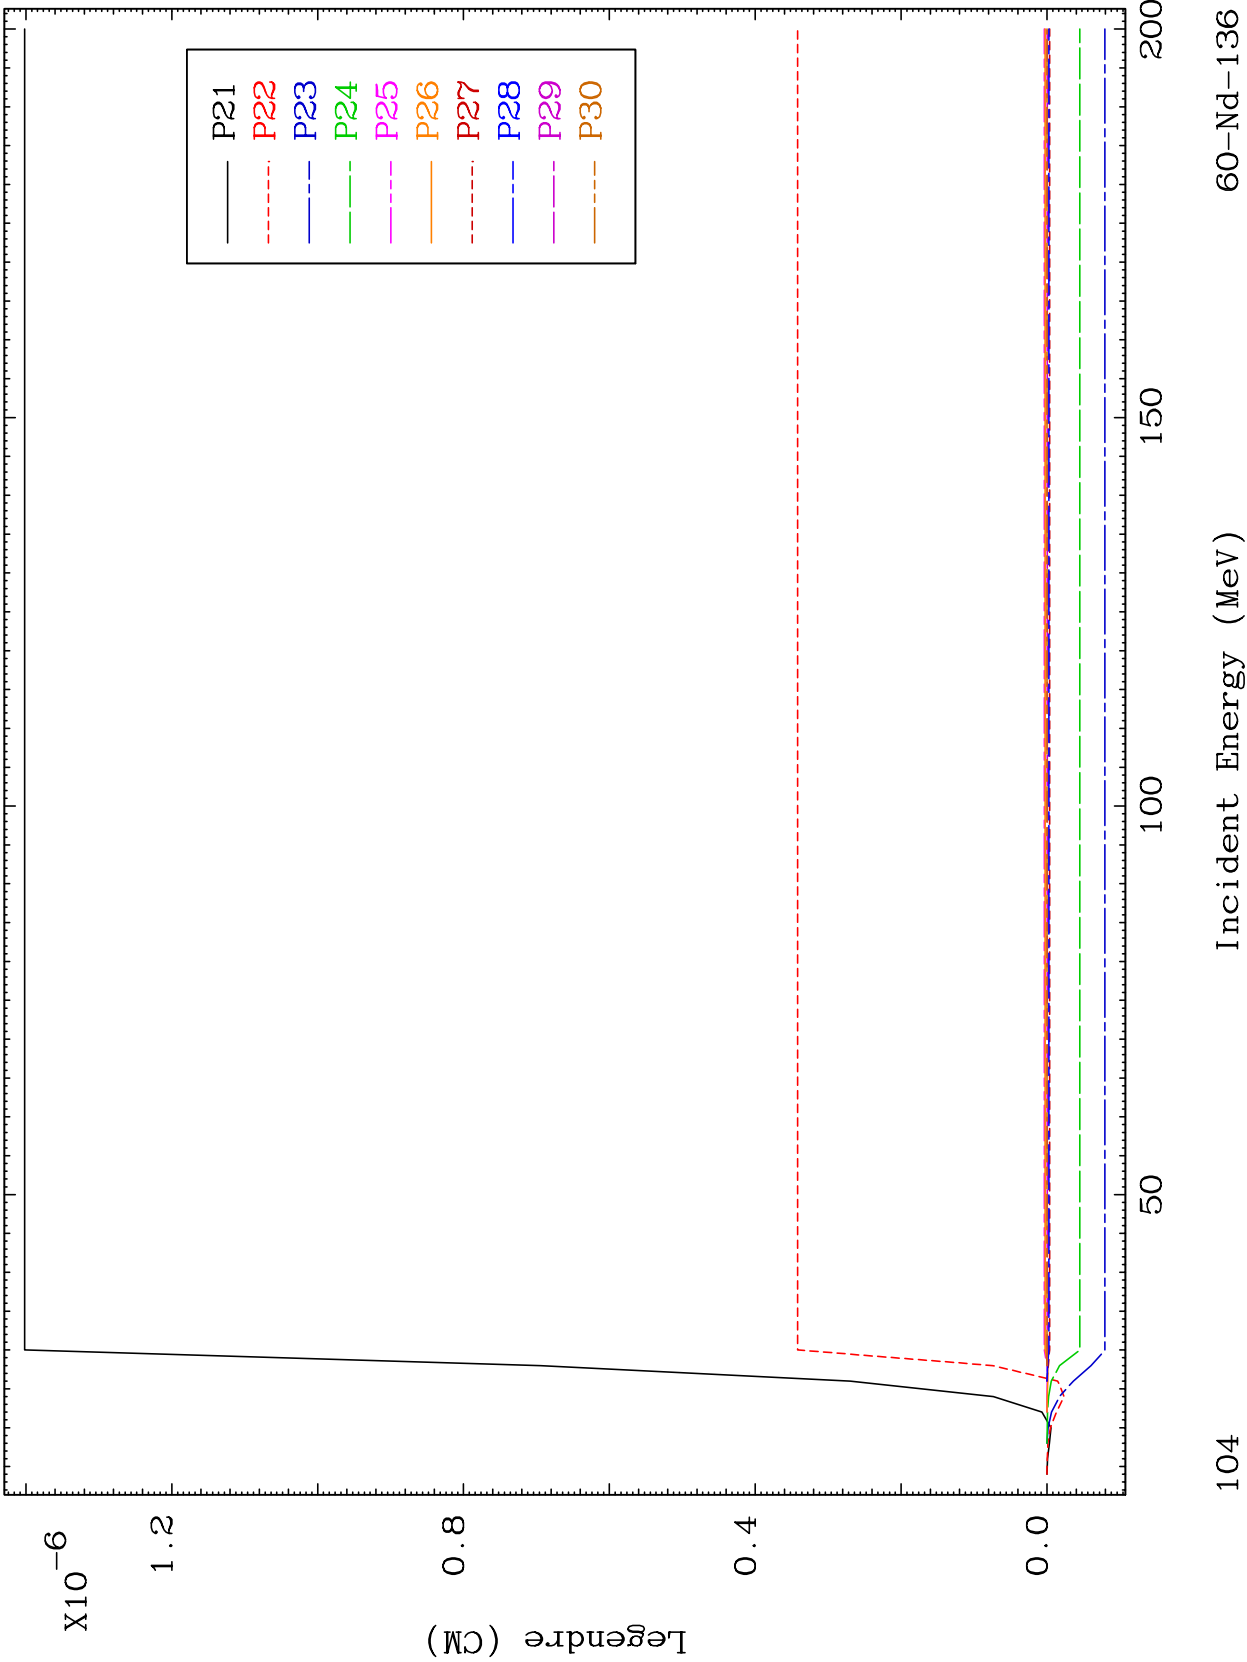 X10-6
1.2
0.8
0.4
0.0
Legendre (CM)
P21
P22
P23
P24
P25
P26
P27
P28
P29
P30
50
100
150
200
Incident Energy (MeV)
104
60-Nd-136